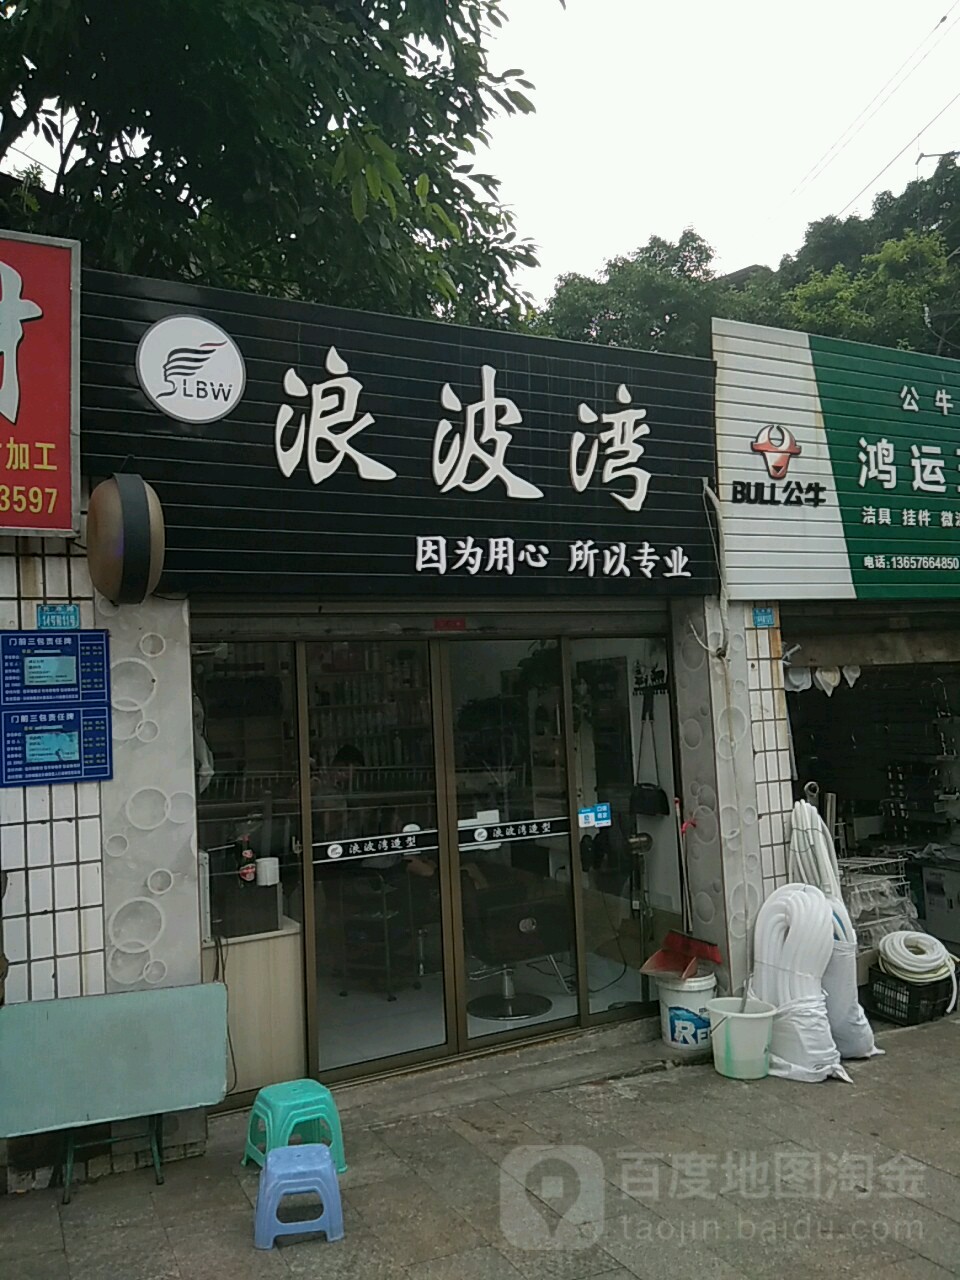 加工
3597
LBW
浪波湾
因为用心 所以专业
BULL公牛
公牛
鸿运
洁具 挂件
电话:13657664850
门前三包责任牌
门前三包责任牌
浪波湾造型
浪波湾造型
百度地图淘金
taojin.baidu.com